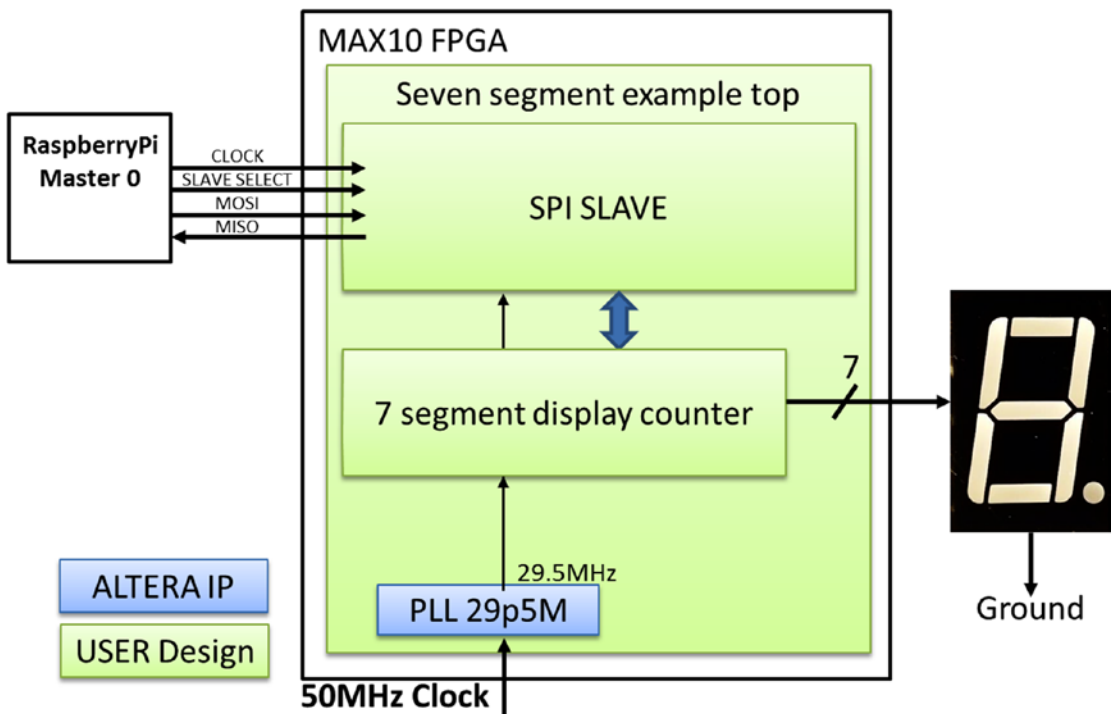 MAX10 FPGA
Seven segment example top
RaspberryPi
Master 0
CLOCK
SLAVE SELECT
MOSI
MISO
SPI SLAVE
7 segment display counter
7
29.5MHz
PLL 29p5M
ALTERA IP
USER Design
50MHz Clock
Ground